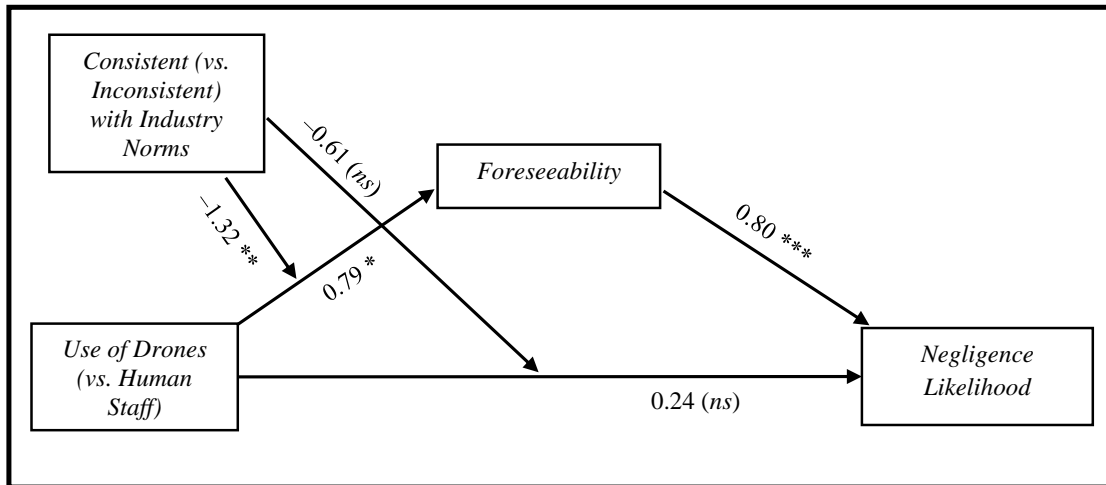 Consistent (vs.
Inconsistent)
with Industry
Norms
–0.61 (ns)
Foreseeability
–1.32 **
0.79 *
0.80 ***
Use of Drones
(vs. Human
Staff)
Negligence
Likelihood
0.24 (ns)